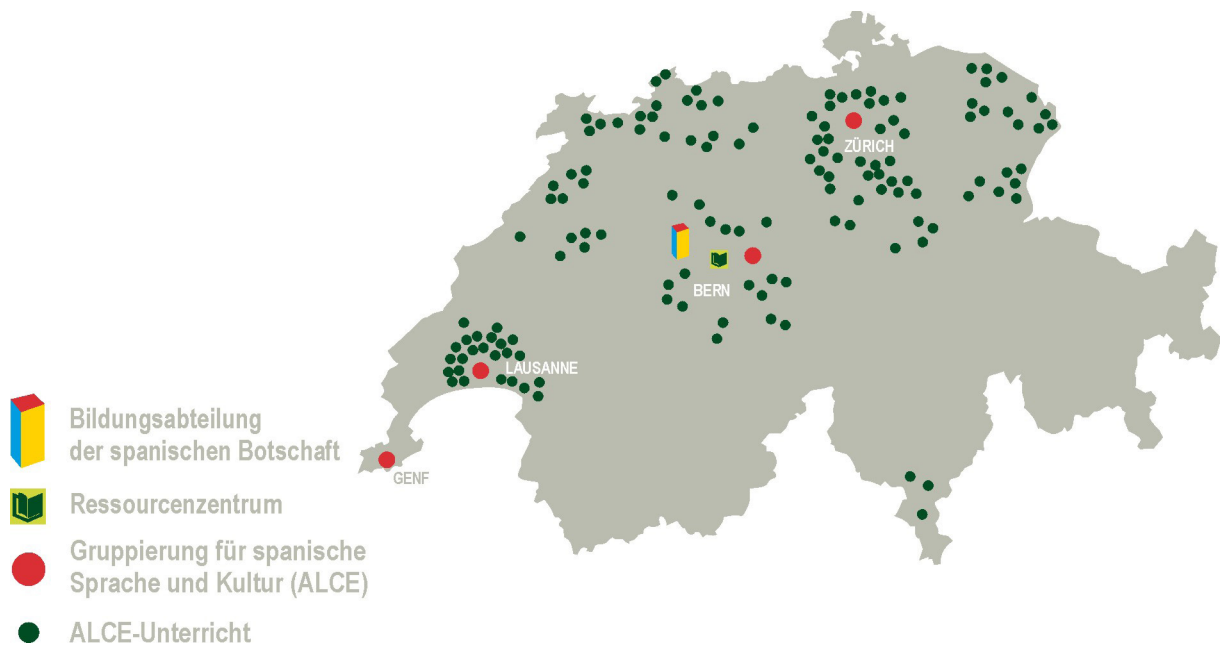 ZÜRICH
BERN
LAUSANNE
GENF
Bildungsabteilung
der spanischen Botschaft
Ressourcenzentrum
Gruppierung für spanische
Sprache und Kultur (ALCE)
ALCE-Unterricht